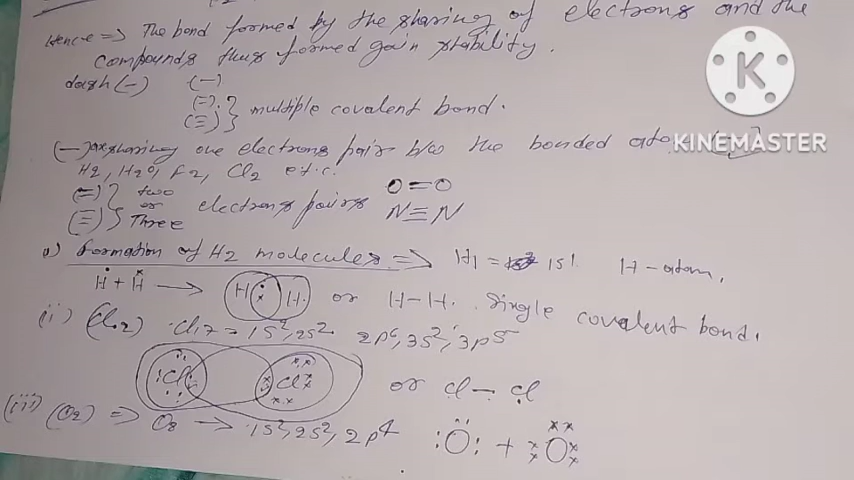 Hence => The bond formed by the sharing of electrons and the
compounds thus formed gain stability.
dash (-) (-)
(=)
(≡) } multiple covalent bond.
(-) sharing one electrons pair b/w the bonded
H2, H2O, F2, Cl2 etc.
(=) } two
or electrons pairs O=O
(≡) } Three N≡N
Formation of H2 molecules => H1 = 1s1 H-atom,
H + H → H H or H-H. Single covalent bond.
(ii) (Cl2) Cl17 = 1s2, 2s2 2p6, 3s2, 3p5
Cl Cl or Cl - Cl
(iii) (O2) => O8 → 1s2, 2s2, 2p4 O + O
K
KINEMASTER